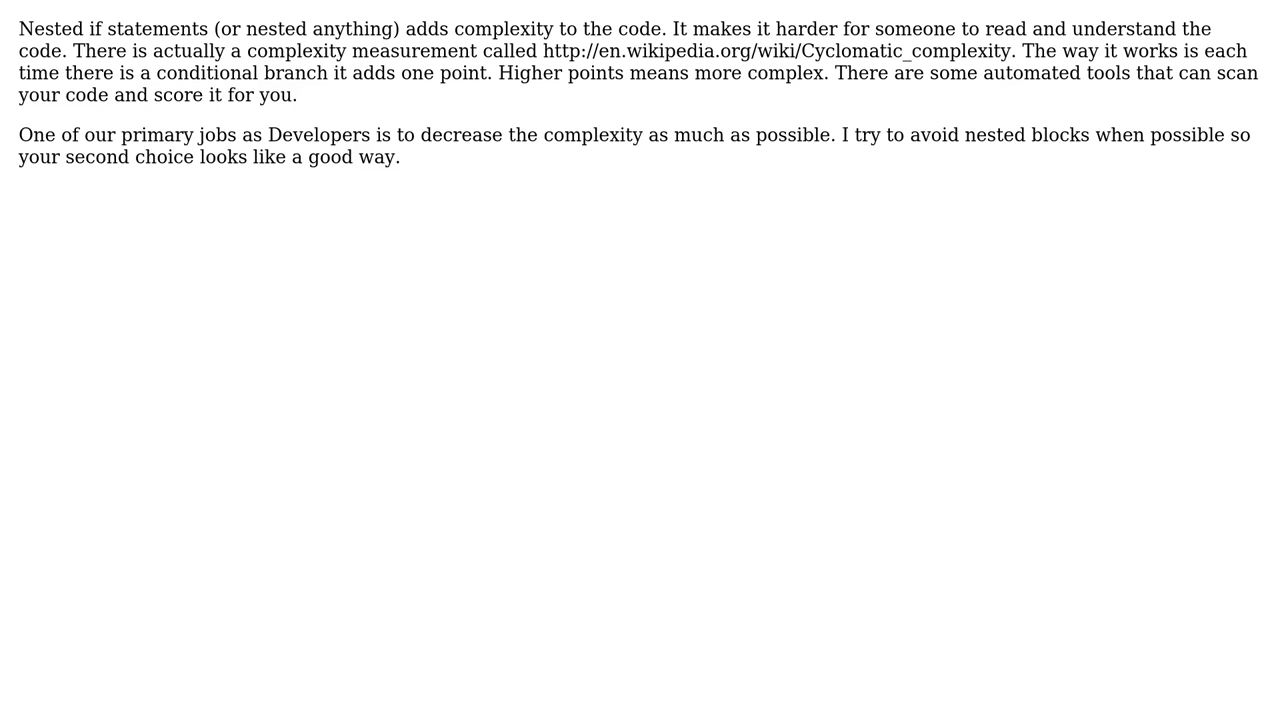 Nested if statements (or nested anything) adds complexity to the code. It makes it harder for someone to read and understand the
code. There is actually a complexity measurement called http://en.wikipedia.org/wiki/Cyclomatic_complexity. The way it works is each
time there is a conditional branch it adds one point. Higher points means more complex. There are some automated tools that can scan
your code and score it for you.
One of our primary jobs as Developers is to decrease the complexity as much as possible. I try to avoid nested blocks when possible so
your second choice looks like a good way.